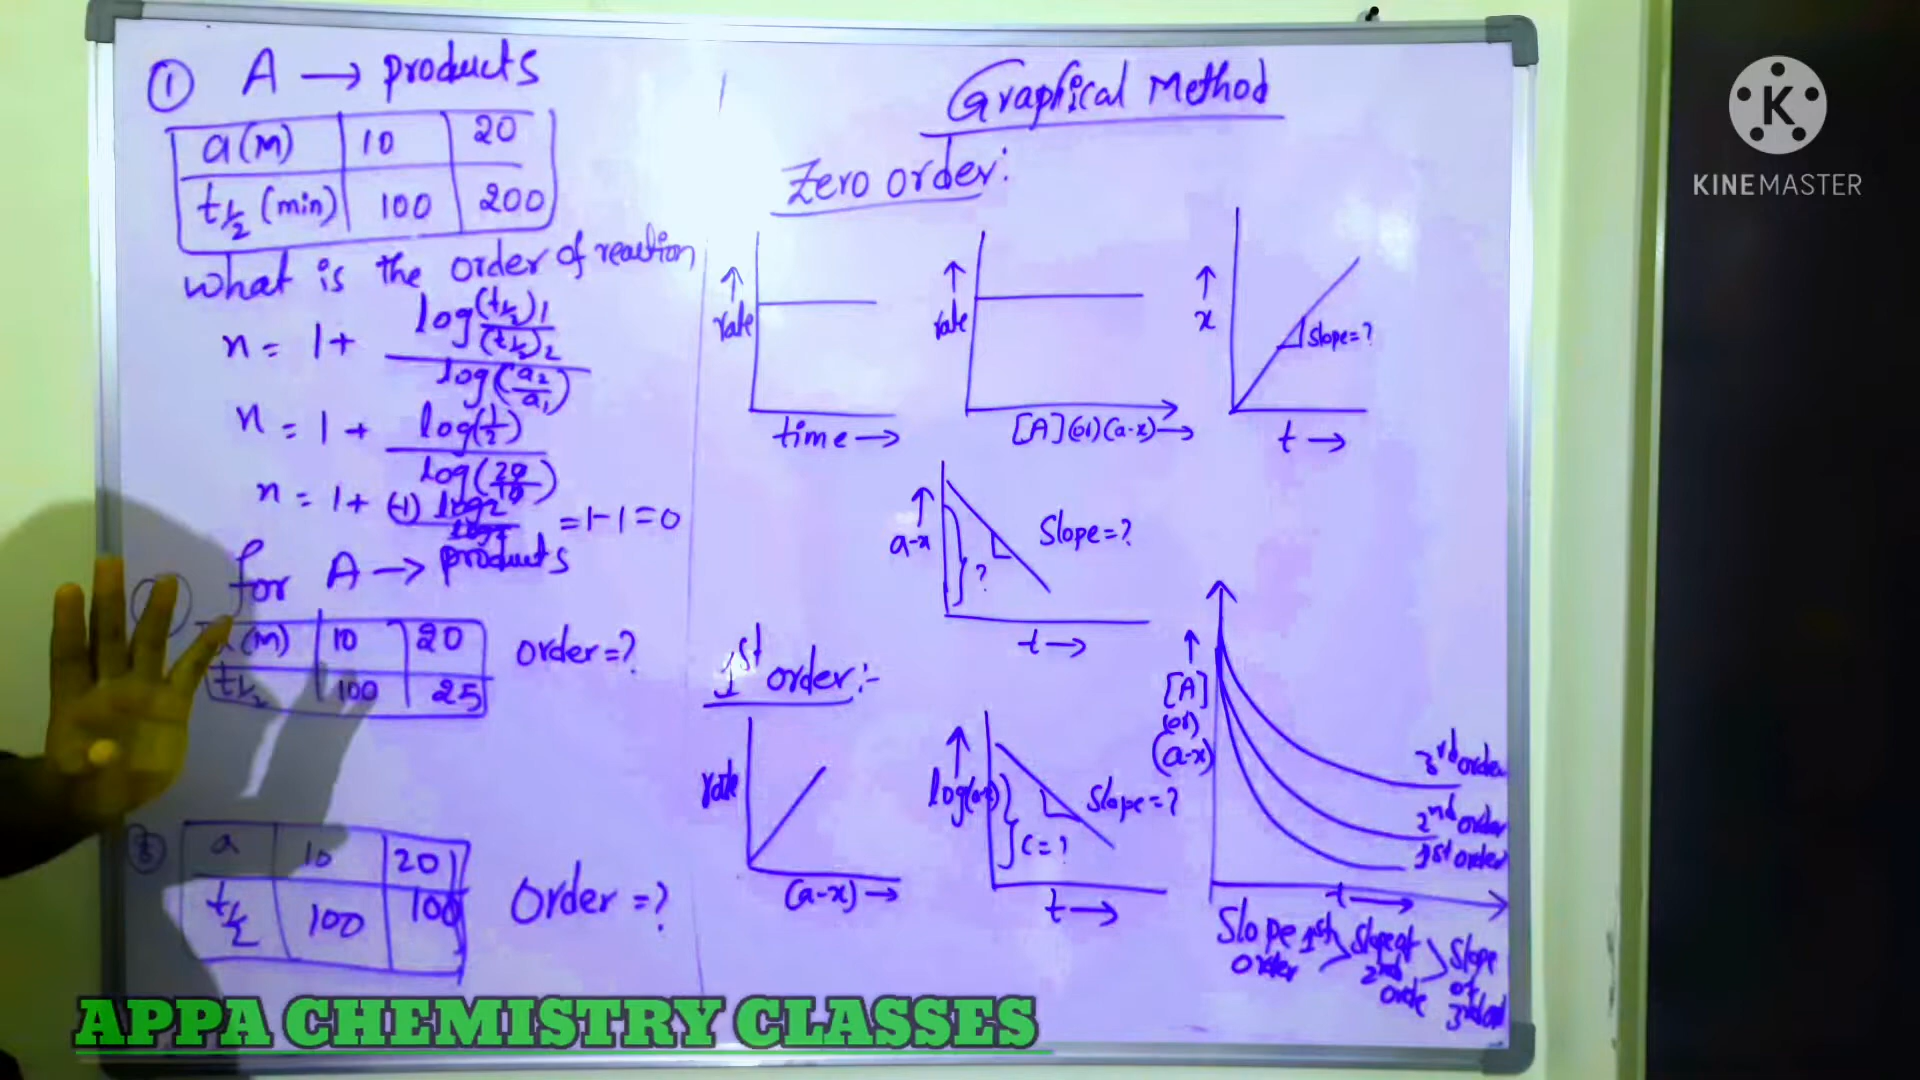 ① A → products
a(M) 10 20
t½ (min) 100 200
What is the order of reaction
n = 1 + log (t½)1 / (t½)2 / log (a2/a1)
n = 1 + log(1/2) / log(20/10)
n = 1 + (-1) log2 / log2 = 1-1=0
for A → products
(M) 10 20
t½ 100 25
order=?
③ a 10 20
t½ 100 100
Order =?
Graphical Method
Zero order:
↑ rate
time →
↑ rate
[A](or)(a-x) →
↑ x
Slope=?
t →
↑ a-x
?
Slope=?
t →
1st order:-
rate
(a-x) →
↑ log(a-x)
C=?
Slope=?
t →
↑ [A]
(or)
(a-x)
3rd order
2nd order
1st order
t →
Slope 1st order > Slope of 2nd orde > Slope of 3rd
APPA CHEMISTRY CLASSES
K
KINEMASTER